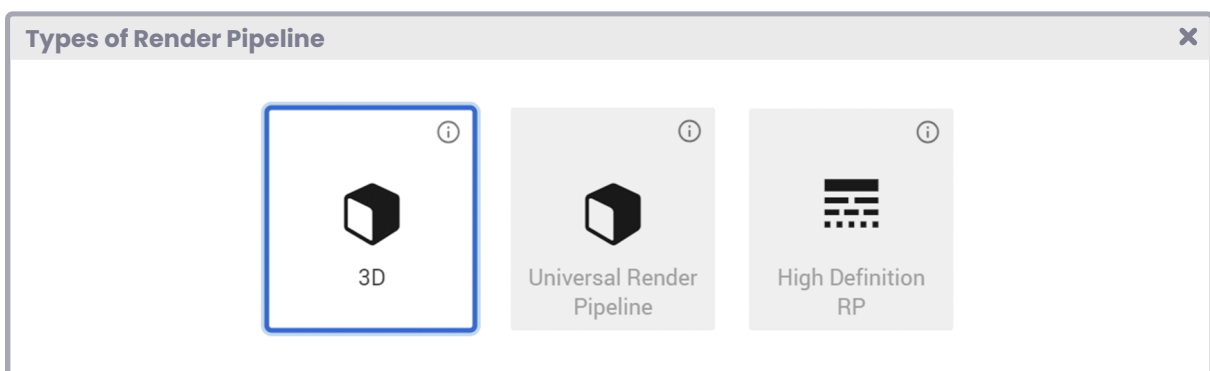 Types of Render Pipeline
3D
Universal Render
Pipeline
High Definition
RP